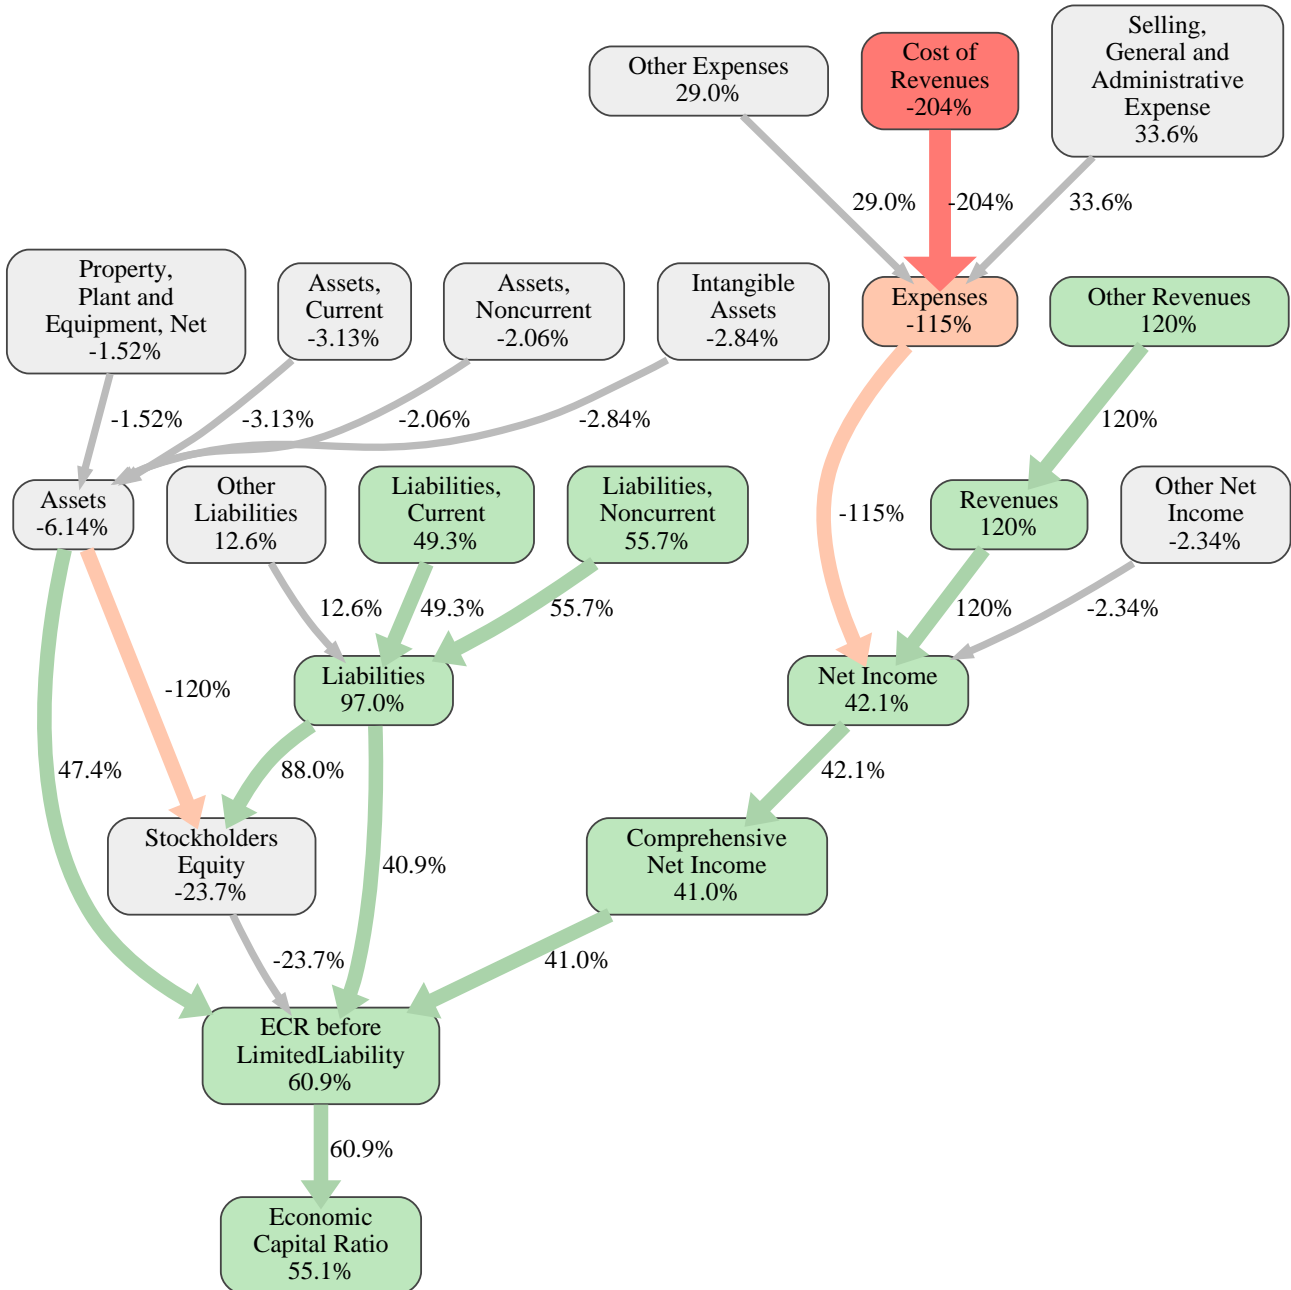 Selling,
General and
Administrative
Expense
33.6%
Cost of
Revenues
-204%
Other Expenses
29.0%
29.0%
-204%
33.6%
Property,
Plant and
Equipment, Net
-1.52%
Assets,
Current
-3.13%
Assets,
Noncurrent
-2.06%
Intangible
Assets
-2.84%
Expenses
-115%
Other Revenues
120%
-1.52%
-3.13%
-2.06%
-2.84%
120%
Assets
-6.14%
Other
Liabilities
12.6%
Liabilities,
Current
49.3%
Liabilities,
Noncurrent
55.7%
-115%
Revenues
120%
Other Net
Income
-2.34%
12.6%
49.3%
55.7%
120%
-2.34%
-120%
Liabilities
97.0%
Net Income
42.1%
47.4%
88.0%
42.1%
Stockholders
Equity
-23.7%
40.9%
Comprehensive
Net Income
41.0%
-23.7%
41.0%
ECR before
LimitedLiability
60.9%
60.9%
Economic
Capital Ratio
55.1%